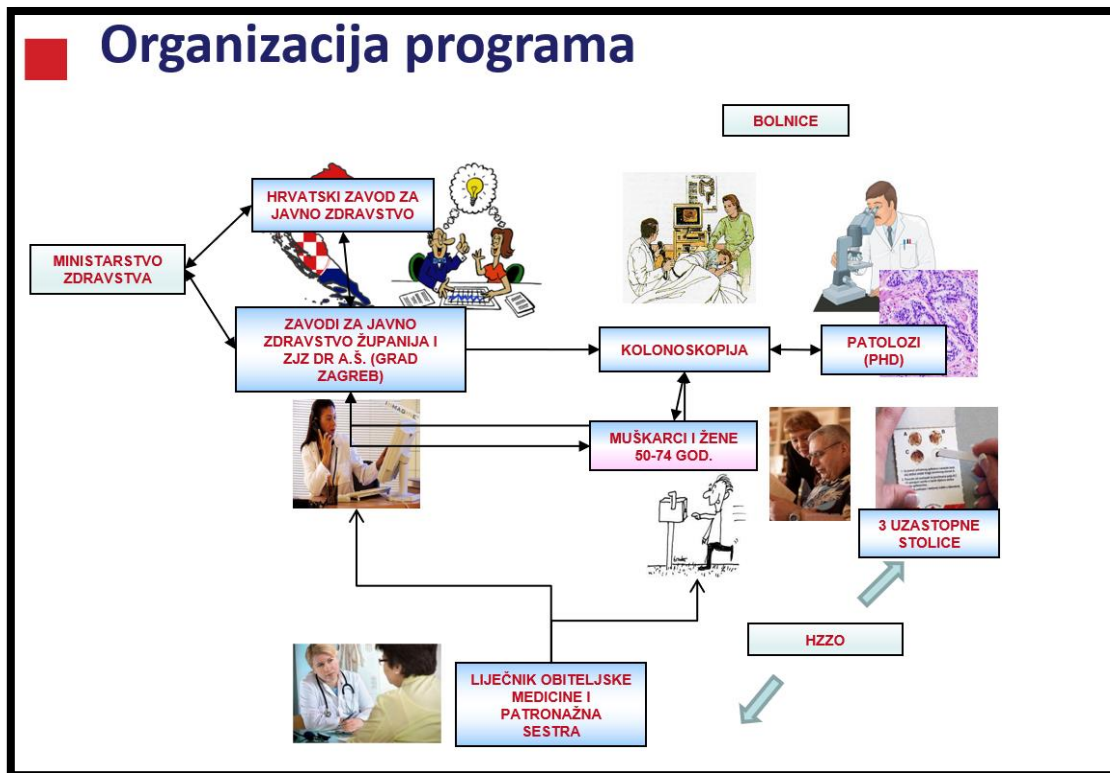 Organizacija programa
BOLNICE
HRVATSKI ZAVOD ZA
JAVNO ZDRAVSTVO
MINISTARSTVO
ZDRAVSTVA
ZAVODI ZA JAVNO
ZDRAVSTVO ŽUPANIJA I
ZJZ DR A.Š. (GRAD
ZAGREB)
KOLONOSKOPIJA
PATOLOZI
(PHD)
MUŠKARCI I ŽENE
50-74 GOD.
A
B
C
3 UZASTOPNE
STOLICE
HZZO
LIJEČNIK OBITELJSKE
MEDICINE I
PATRONAŽNA
SESTRA